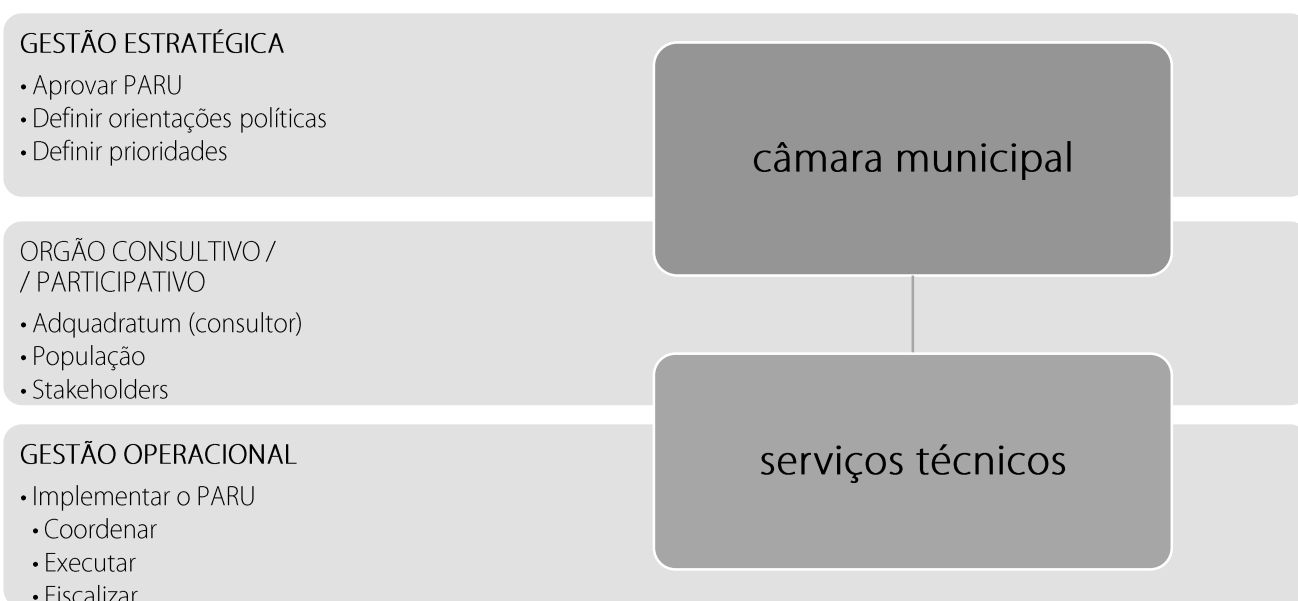 GESTÃO ESTRATÉGICA
• Aprovar PARU
• Definir orientações políticas
• Definir prioridades
câmara municipal
ORGÃO CONSULTIVO /
/ PARTICIPATIVO
• Adquadratum (consultor)
• População
• Stakeholders
GESTÃO OPERACIONAL
• Implementar o PARU
• Coordenar
• Executar
• Fiscalizar
serviços técnicos